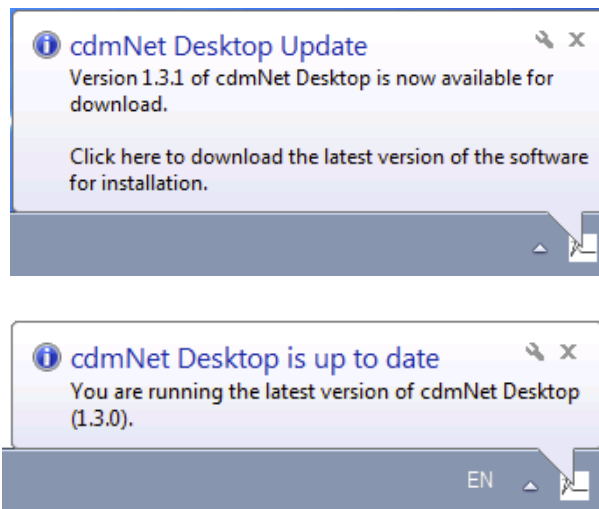 cdmNet Desktop Update
Version 1.3.1 of cdmNet Desktop is now available for
download.
Click here to download the latest version of the software
for installation.
cdmNet Desktop is up to date
You are running the latest version of cdmNet Desktop
(1.3.0).
EN